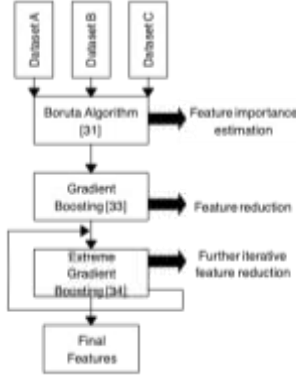 Dataset A
Dataset B
Dataset C
Boruta Algorithm
[31]
Feature importance
estimation
Gradient
Boosting [33]
Feature reduction
Extreme
Gradient
Boosting [34]
Further iterative
feature reduction
Final
Features